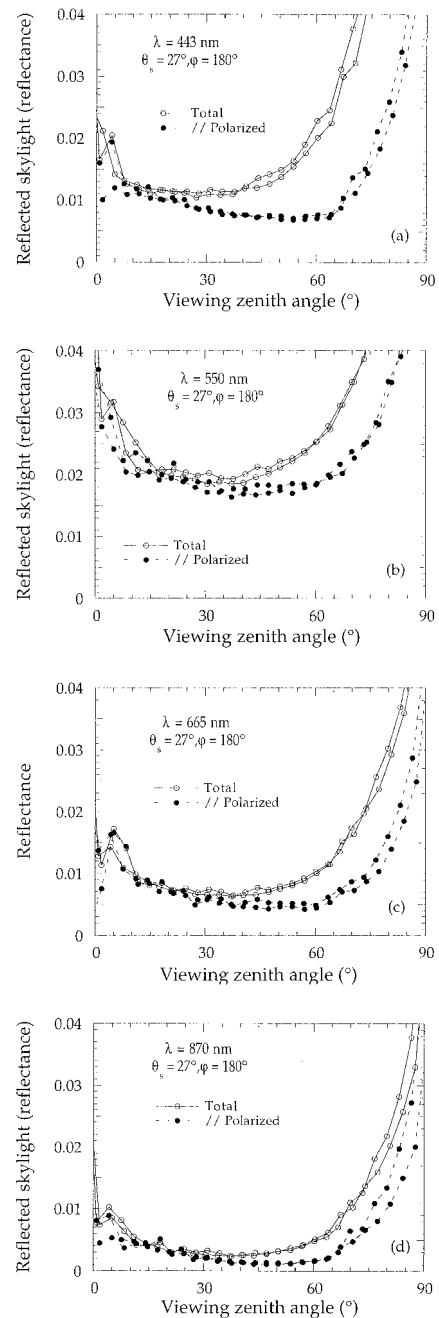 0.04
0.03
0.02
0.01
0
Reflected skylight (reflectance)
λ = 443 nm
θs = 27°,φ = 180°
Total
// Polarized
(a)
0 30 60 90
Viewing zenith angle (°)
0.04
0.03
0.02
0.01
0
Reflected skylight (reflectance)
λ = 550 nm
θs = 27°,φ = 180°
Total
// Polarized
(b)
0 30 60 90
Viewing zenith angle (°)
0.04
0.03
0.02
0.01
0
Reflectance
λ = 665 nm
θs = 27°,φ = 180°
Total
// Polarized
(c)
0 30 60 90
Viewing zenith angle (°)
0.04
0.03
0.02
0.01
0
Reflected skylight (reflectance)
λ = 870 nm
θs = 27°,φ = 180°
Total
// Polarized
(d)
0 30 60 90
Viewing zenith angle (°)